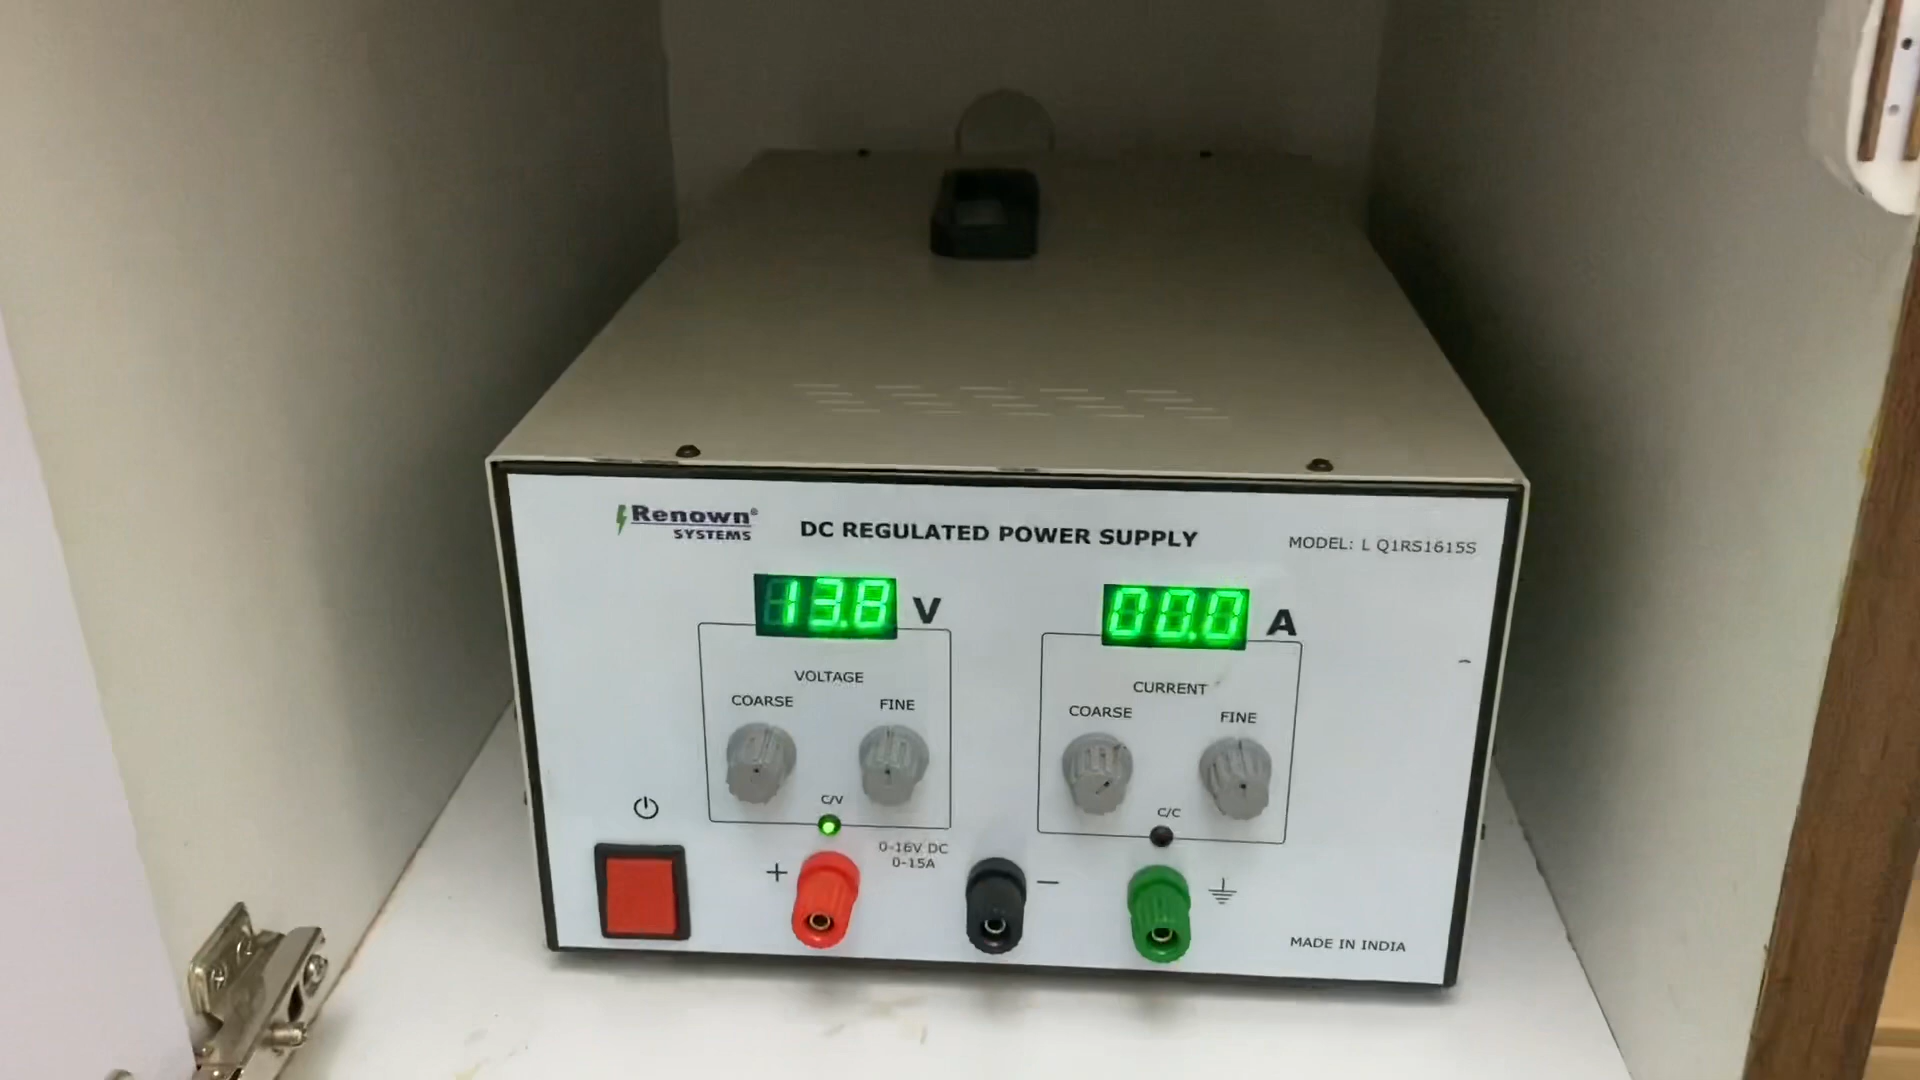 Renown®
SYSTEMS
DC REGULATED POWER SUPPLY
MODEL: L Q1RS1615S
13.8 V
00.0 A
VOLTAGE
COARSE FINE
CURRENT
COARSE FINE
C/V
C/C
0-16V DC
0-15A
+
−
MADE IN INDIA